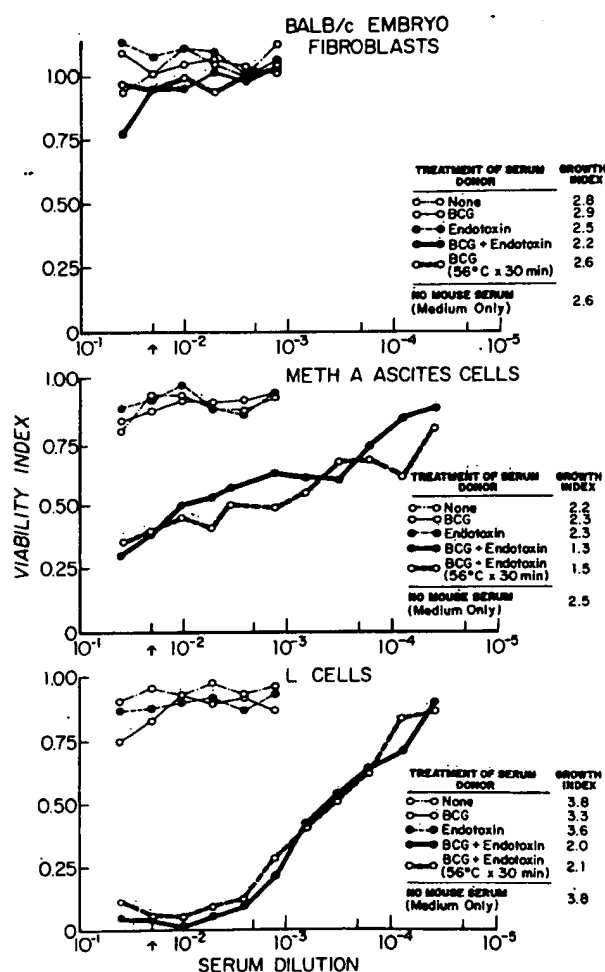 BALB/c EMBRYO
FIBROBLASTS
1.00
0.75
0.50
0.25
0
TREATMENT OF SERUM DONOR GROWTH INDEX
None 2.8
BCG 2.9
Endotoxin 2.5
BCG + Endotoxin 2.2
BCG (56°C x 30 min) 2.6
NO MOUSE SERUM (Medium Only) 2.6
10-1 ↑ 10-2 10-3 10-4 10-5
METH A ASCITES CELLS
1.00
0.75
0.50
0.25
0
VIABILITY INDEX
TREATMENT OF SERUM DONOR GROWTH INDEX
None 2.2
BCG 2.3
Endotoxin 2.3
BCG + Endotoxin 1.3
BCG + Endotoxin (56°C x 30 min) 1.5
NO MOUSE SERUM (Medium Only) 2.5
10-1 ↑ 10-2 10-3 10-4 10-5
L CELLS
1.00
0.75
0.50
0.25
0
TREATMENT OF SERUM DONOR GROWTH INDEX
None 3.8
BCG 3.3
Endotoxin 3.6
BCG + Endotoxin 2.0
BCG + Endotoxin (56°C x 30 min) 2.1
NO MOUSE SERUM (Medium Only) 3.8
10-1 ↑ 10-2 10-3 10-4 10-5
SERUM DILUTION